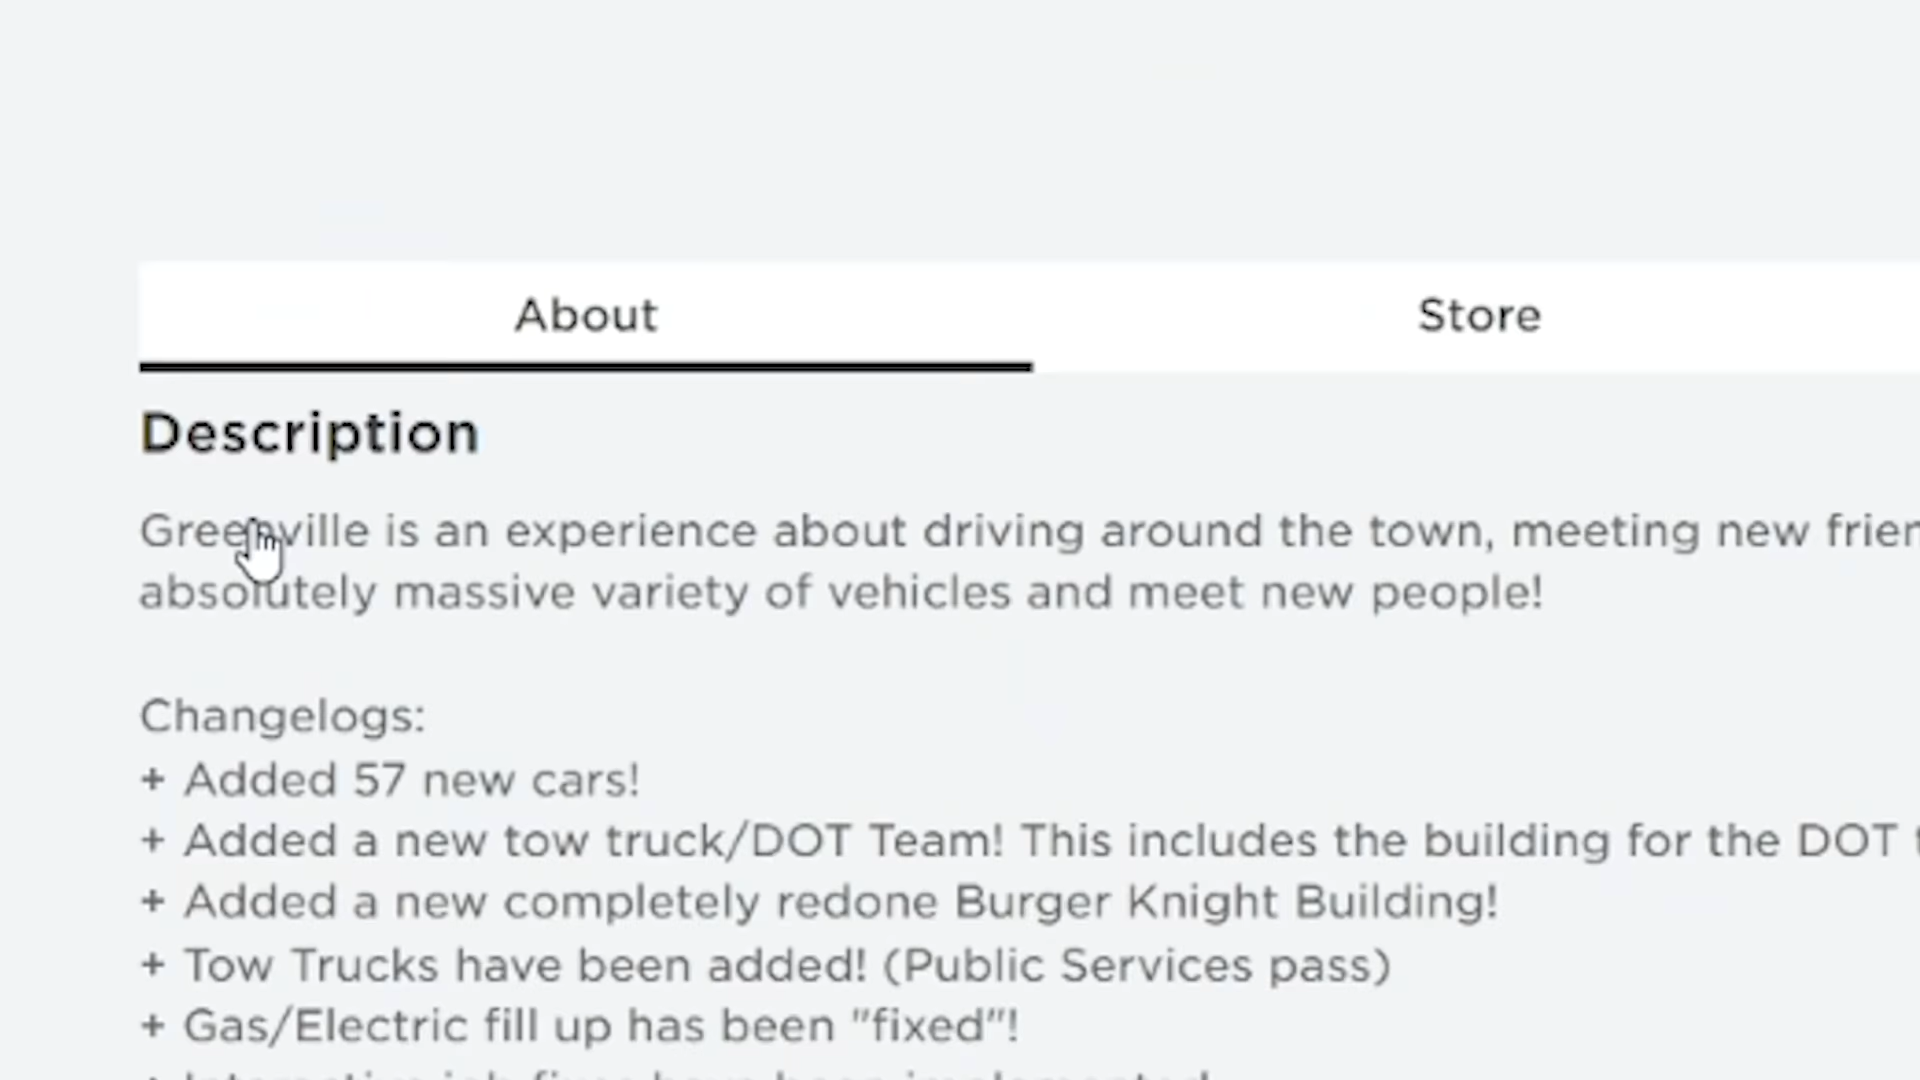 About
Store
Description
Greenville is an experience about driving around the town, meeting new
absolutely massive variety of vehicles and meet new people!
Changelogs:
+ Added 57 new cars!
+ Added a new tow truck/DOT Team! This includes the building for the DOT
+ Added a new completely redone Burger Knight Building!
+ Tow Trucks have been added! (Public Services pass)
+ Gas/Electric fill up has been "fixed"!